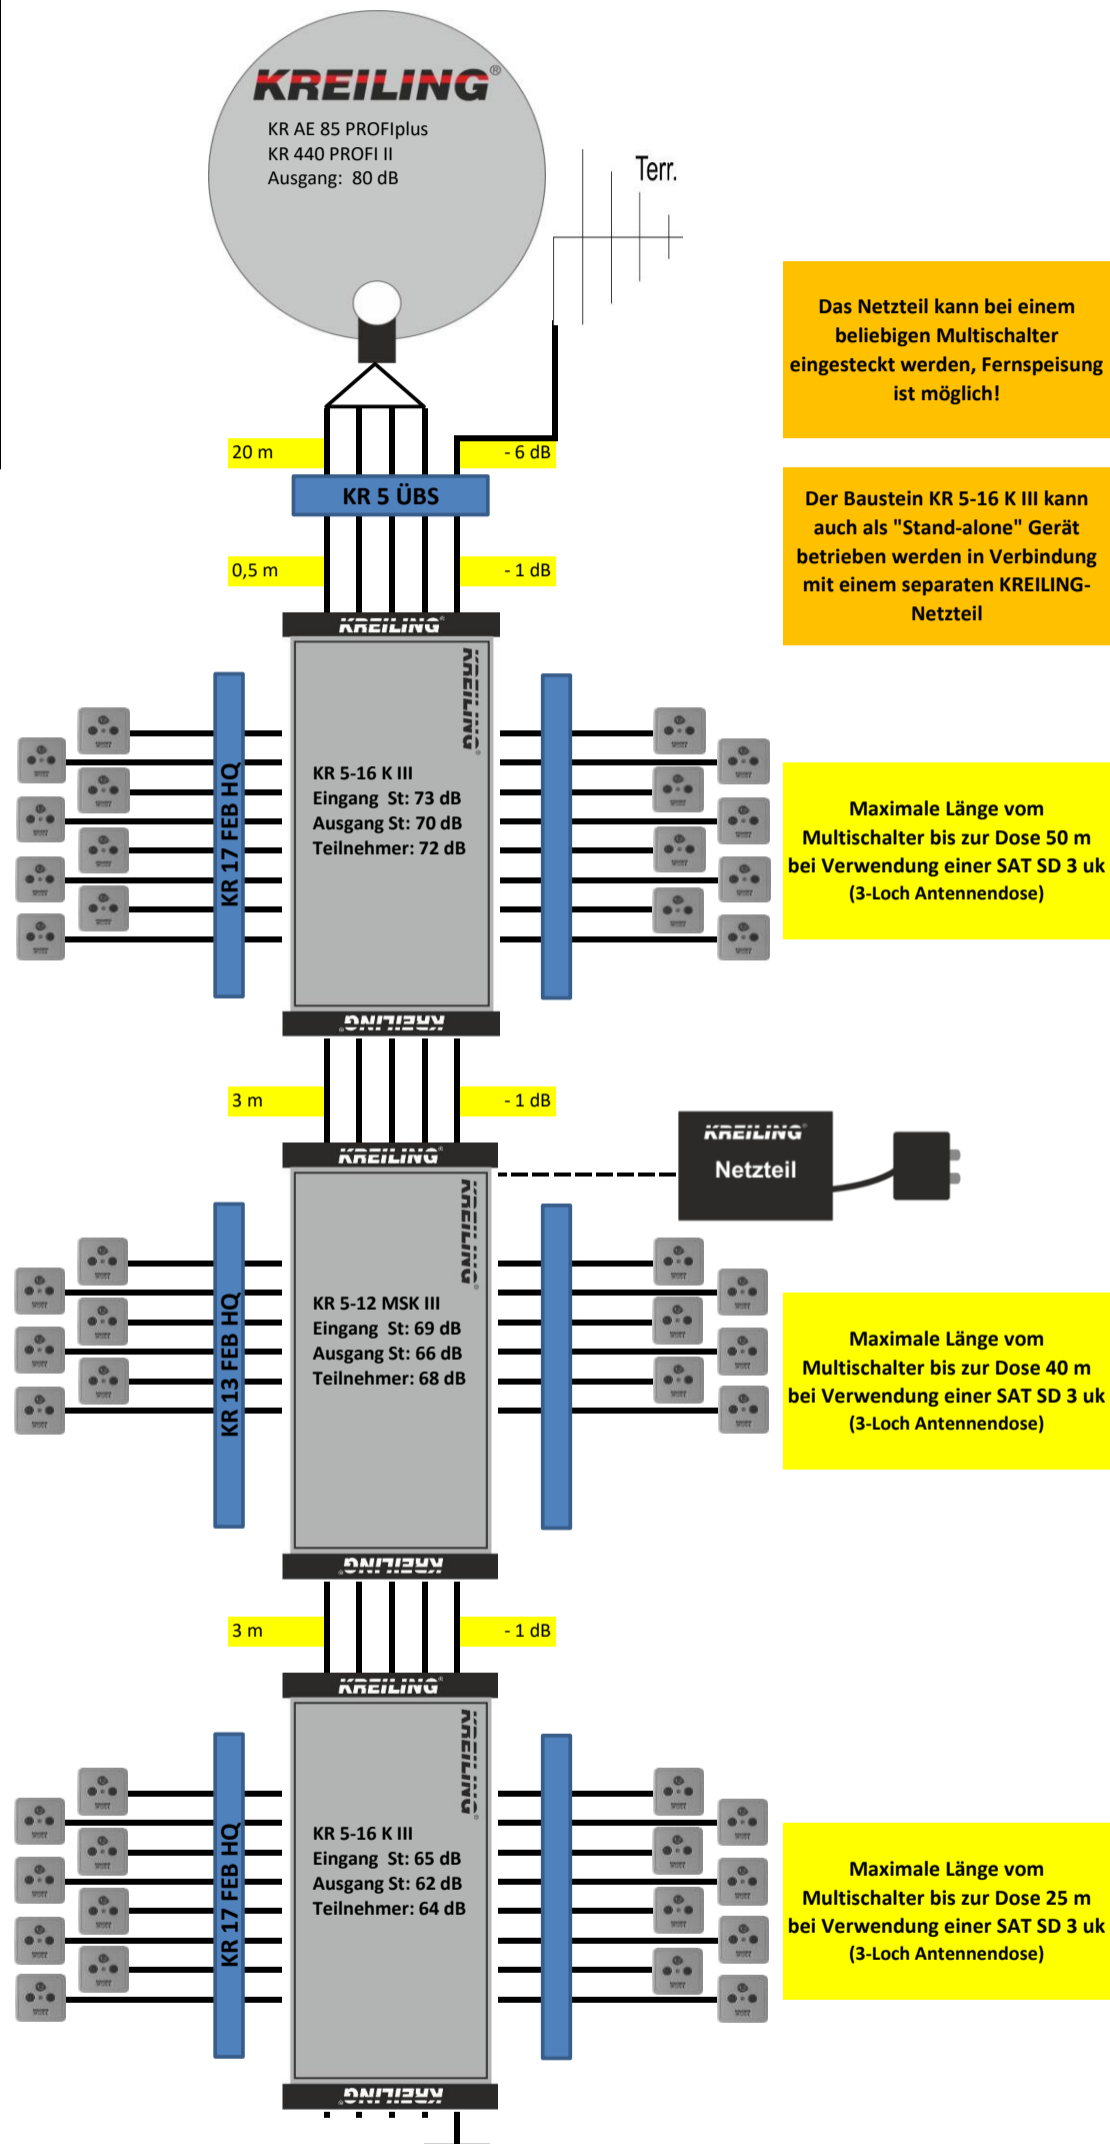 KREILING®
KR AE 85 PROFIplus
KR 440 PROFI II
Ausgang: 80 dB
Terr.
Das Netzteil kann bei einem
beliebigen Multischalter
eingesteckt werden, Fernspeisung
ist möglich!
20 m
- 6 dB
KR 5 ÜBS
Der Baustein KR 5-16 K III kann
auch als "Stand-alone" Gerät
betrieben werden in Verbindung
mit einem separaten KREILING-
Netzteil
0,5 m
- 1 dB
KREILING®
KREILING®
KR 17 FEB HQ
KR 5-16 K III
Eingang St: 73 dB
Ausgang St: 70 dB
Teilnehmer: 72 dB
Maximale Länge vom
Multischalter bis zur Dose 50 m
bei Verwendung einer SAT SD 3 uk
(3-Loch Antennendose)
KREILING®
3 m
- 1 dB
KREILING®
Netzteil
KREILING®
KREILING®
KR 13 FEB HQ
KR 5-12 MSK III
Eingang St: 69 dB
Ausgang St: 66 dB
Teilnehmer: 68 dB
Maximale Länge vom
Multischalter bis zur Dose 40 m
bei Verwendung einer SAT SD 3 uk
(3-Loch Antennendose)
KREILING®
3 m
- 1 dB
KREILING®
KREILING®
KR 17 FEB HQ
KR 5-16 K III
Eingang St: 65 dB
Ausgang St: 62 dB
Teilnehmer: 64 dB
Maximale Länge vom
Multischalter bis zur Dose 25 m
bei Verwendung einer SAT SD 3 uk
(3-Loch Antennendose)
KREILING®